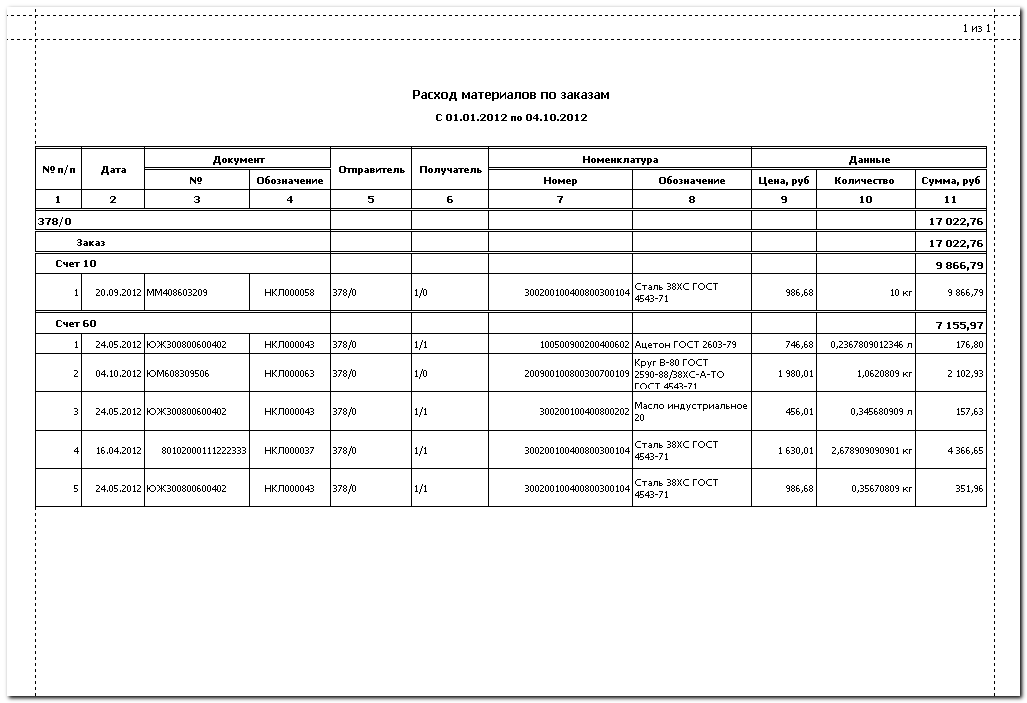 1 из 1
Расход материалов по заказам
С 01.01.2012 по 04.10.2012
№ п/п Дата Документ Отправитель Получатель Номенклатура Данные
№ Обозначение Номер Обозначение Цена, руб Количество Сумма, руб
1 2 3 4 5 6 7 8 9 10 11
378/0 17 022,76
Заказ 17 022,76
Счет 10 9 866,79
1 20.09.2012 ММ408603209 НКЛ000058 378/0 1/0 300200100400800300104 Сталь 38ХС ГОСТ 4543-71 986,68 10 кг 9 866,79
Счет 60 7 155,97
1 24.05.2012 ЮЖ300800600402 НКЛ000043 378/0 1/1 100500900200400602 Ацетон ГОСТ 2603-79 746,68 0,2367809012346 л 176,80
2 04.10.2012 ЮМ608309506 НКЛ000063 378/0 1/0 200900100800300700109 Круг В-80 ГОСТ 2590-88/38ХС-А-ТО ГОСТ 4543-71 1 980,01 1,0620809 кг 2 102,93
3 24.05.2012 ЮЖ300800600402 НКЛ000043 378/0 1/1 300200100400800202 Масло индустриальное 20 456,01 0,345680909 л 157,63
4 16.04.2012 80102000111222333 НКЛ000037 378/0 1/1 300200100400800300104 Сталь 38ХС ГОСТ 4543-71 1 630,01 2,678909090901 кг 4 366,65
5 24.05.2012 ЮЖ300800600402 НКЛ000043 378/0 1/1 300200100400800300104 Сталь 38ХС ГОСТ 4543-71 986,68 0,35670809 кг 351,96